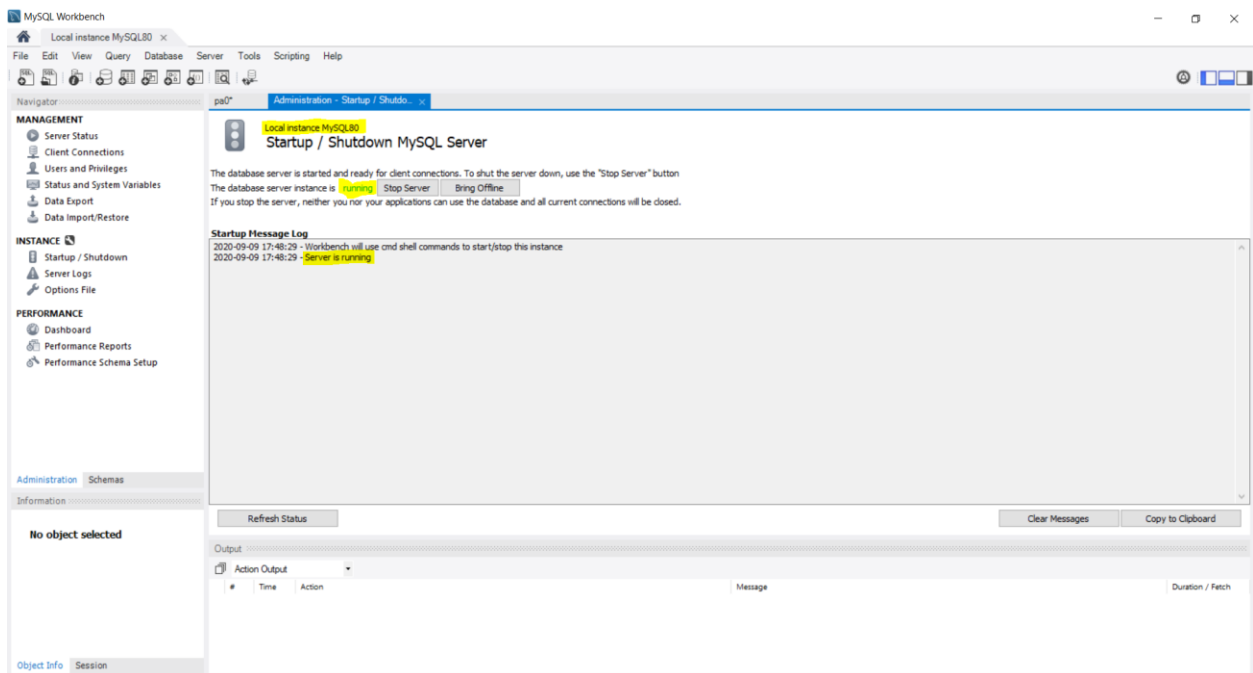 MySQL Workbench
Local instance MySQL80
File Edit View Query Database Server Tools Scripting Help
Navigator
MANAGEMENT
Server Status
Client Connections
Users and Privileges
Status and System Variables
Data Export
Data Import/Restore
INSTANCE
Startup / Shutdown
Server Logs
Options File
PERFORMANCE
Dashboard
Performance Reports
Performance Schema Setup
Administration Schemas
Information
No object selected
Object Info Session
pa0* Administration - Startup / Shutdo..
Local instance MySQL80
Startup / Shutdown MySQL Server
The database server is started and ready for client connections. To shut the server down, use the "Stop Server" button
The database server instance is running Stop Server Bring Offline
If you stop the server, neither you nor your applications can use the database and all current connections will be closed.
Startup Message Log
2020-09-09 17:48:29 - Workbench will use cmd shell commands to start/stop this instance
2020-09-09 17:48:29 - Server is running
Refresh Status Clear Messages Copy to Clipboard
Output
Action Output
# Time Action Message Duration / Fetch